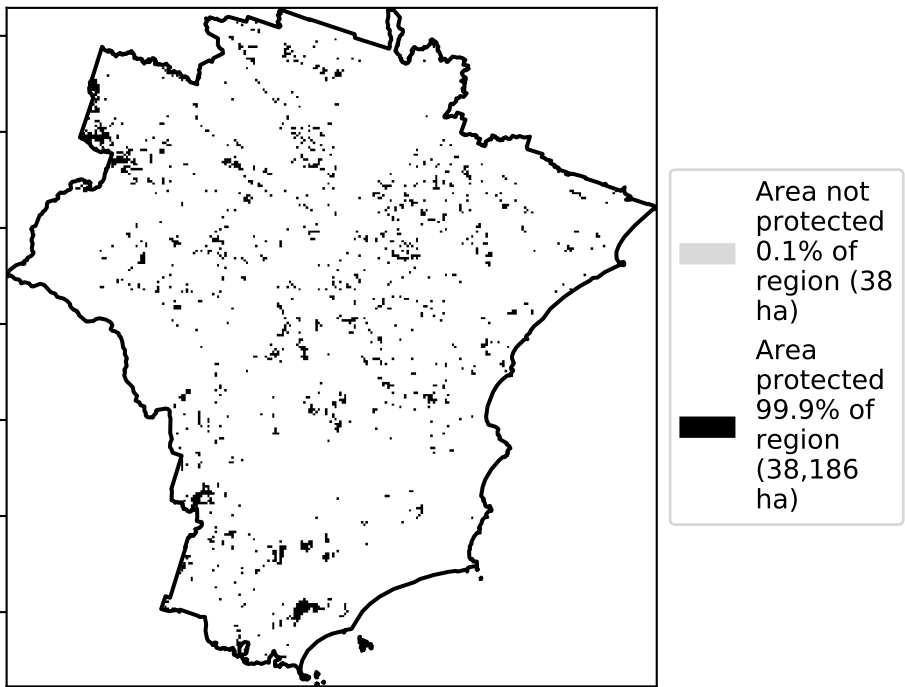 Area not
protected
0.1% of
region (38
ha)
Area
protected
99.9% of
region
(38,186
ha)